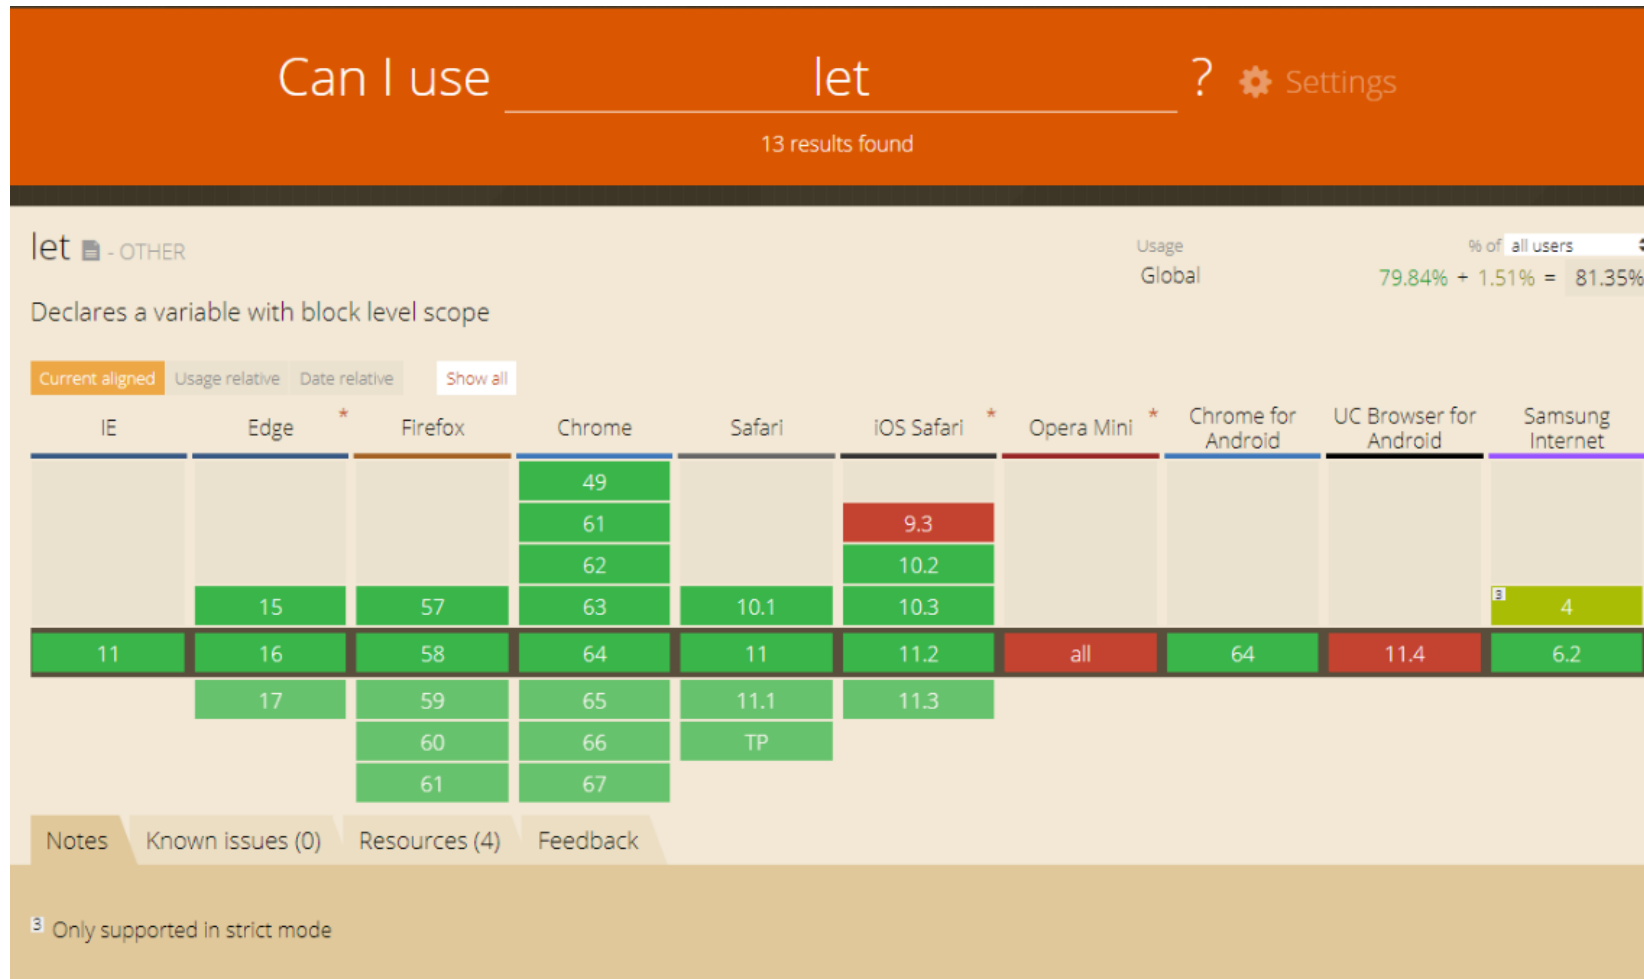 Can I use let ? Settings
13 results found
let - OTHER
Usage % of all users
Global 79.84% + 1.51% = 81.35%
Declares a variable with block level scope
Current aligned Usage relative Date relative Show all
IE Edge * Firefox Chrome Safari iOS Safari * Opera Mini * Chrome for Android UC Browser for Android Samsung Internet
49
61 9.3
62 10.2
15 57 63 10.1 10.3 3 4
11 16 58 64 11 11.2 all 64 11.4 6.2
17 59 65 11.1 11.3
60 66 TP
61 67
Notes Known issues (0) Resources (4) Feedback
3 Only supported in strict mode